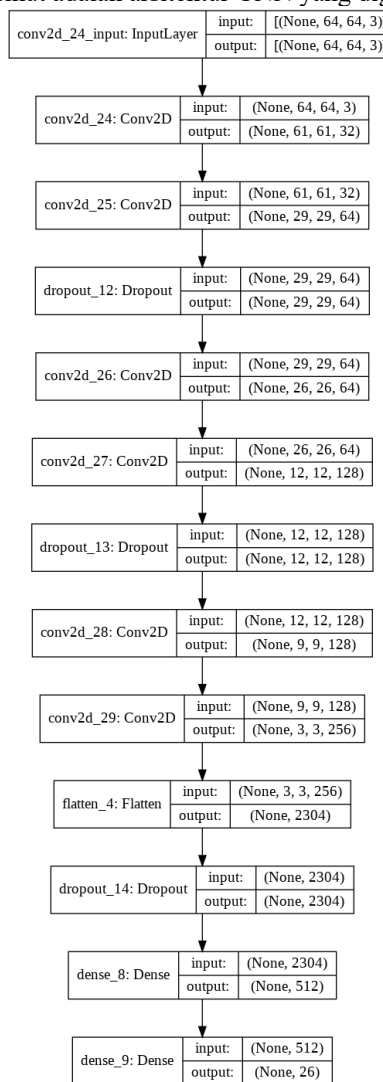 adalah arsitektur CNN yang
conv2d_24_input: InputLayer
input: [(None, 64, 64, 3)
output: [(None, 64, 64, 3)
conv2d_24: Conv2D
input: (None, 64, 64, 3)
output: (None, 61, 61, 32)
conv2d_25: Conv2D
input: (None, 61, 61, 32)
output: (None, 29, 29, 64)
dropout_12: Dropout
input: (None, 29, 29, 64)
output: (None, 29, 29, 64)
conv2d_26: Conv2D
input: (None, 29, 29, 64)
output: (None, 26, 26, 64)
conv2d_27: Conv2D
input: (None, 26, 26, 64)
output: (None, 12, 12, 128)
dropout_13: Dropout
input: (None, 12, 12, 128)
output: (None, 12, 12, 128)
conv2d_28: Conv2D
input: (None, 12, 12, 128)
output: (None, 9, 9, 128)
conv2d_29: Conv2D
input: (None, 9, 9, 128)
output: (None, 3, 3, 256)
flatten_4: Flatten
input: (None, 3, 3, 256)
output: (None, 2304)
dropout_14: Dropout
input: (None, 2304)
output: (None, 2304)
dense_8: Dense
input: (None, 2304)
output: (None, 512)
dense_9: Dense
input: (None, 512)
output: (None, 26)